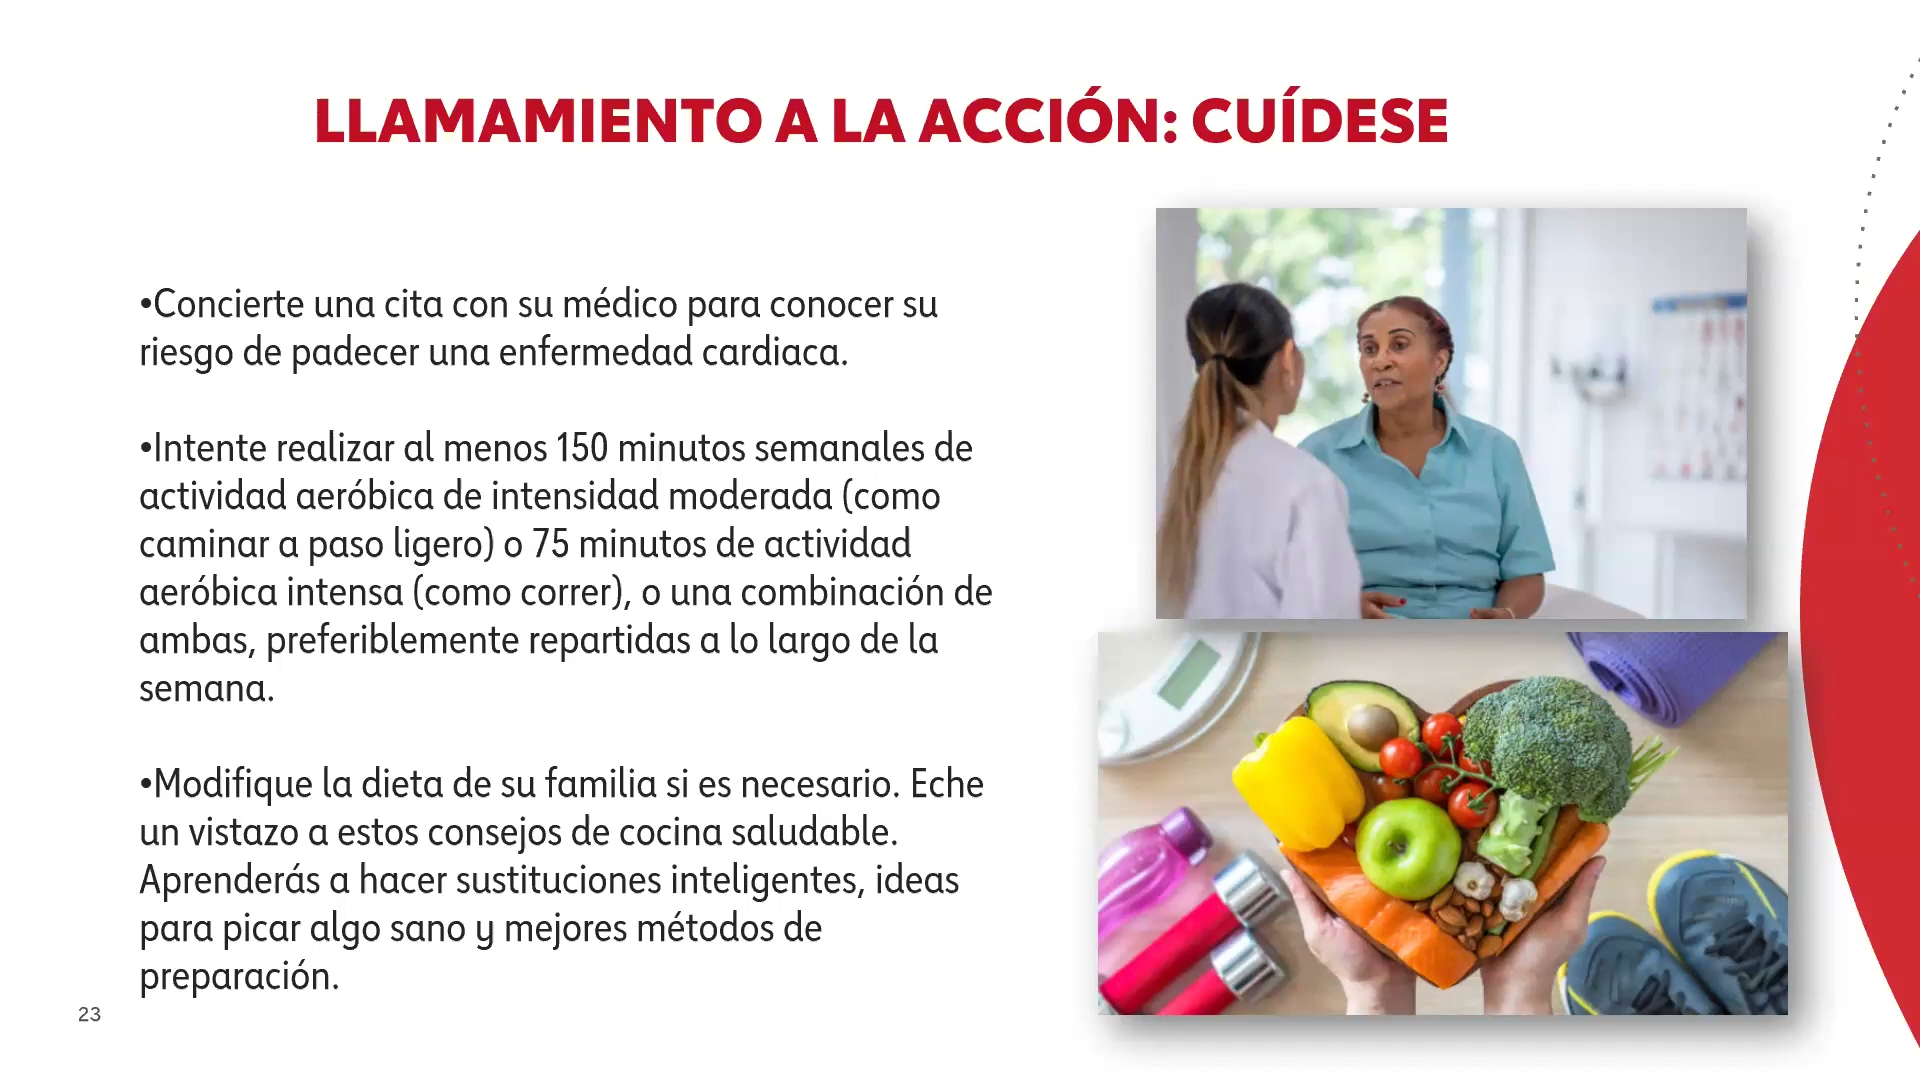 LLAMAMIENTO A LA ACCIÓN: CUÍDESE
•Concierte una cita con su médico para conocer su
riesgo de padecer una enfermedad cardiaca.
•Intente realizar al menos 150 minutos semanales de
actividad aeróbica de intensidad moderada (como
caminar a paso ligero) o 75 minutos de actividad
aeróbica intensa (como correr), o una combinación de
ambas, preferiblemente repartidas a lo largo de la
semana.
•Modifique la dieta de su familia si es necesario. Eche
un vistazo a estos consejos de cocina saludable.
Aprenderás a hacer sustituciones inteligentes, ideas
para picar algo sano y mejores métodos de
preparación.
23